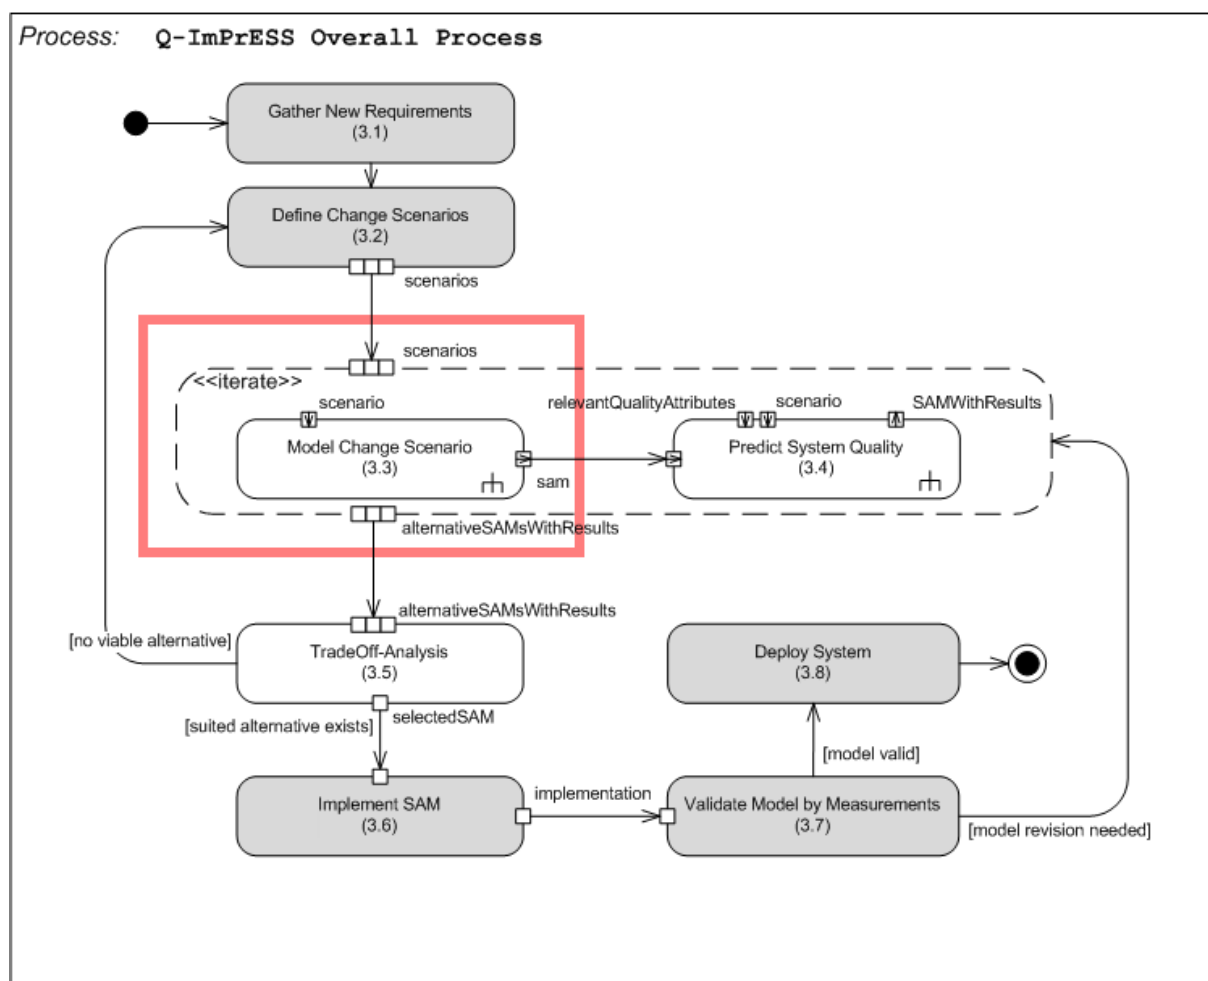 Process: Q-ImPrESS Overall Process
Gather New Requirements
(3.1)
Define Change Scenarios
(3.2)
scenarios
scenarios
<<iterate>>
scenario
relevantQualityAttributes
scenario
SAMWithResults
Model Change Scenario
(3.3)
sam
Predict System Quality
(3.4)
alternativeSAMsWithResults
alternativeSAMsWithResults
[no viable alternative]
TradeOff-Analysis
(3.5)
Deploy System
(3.8)
selectedSAM
[suited alternative exists]
[model valid]
Implement SAM
(3.6)
implementation
Validate Model by Measurements
(3.7)
[model revision needed]